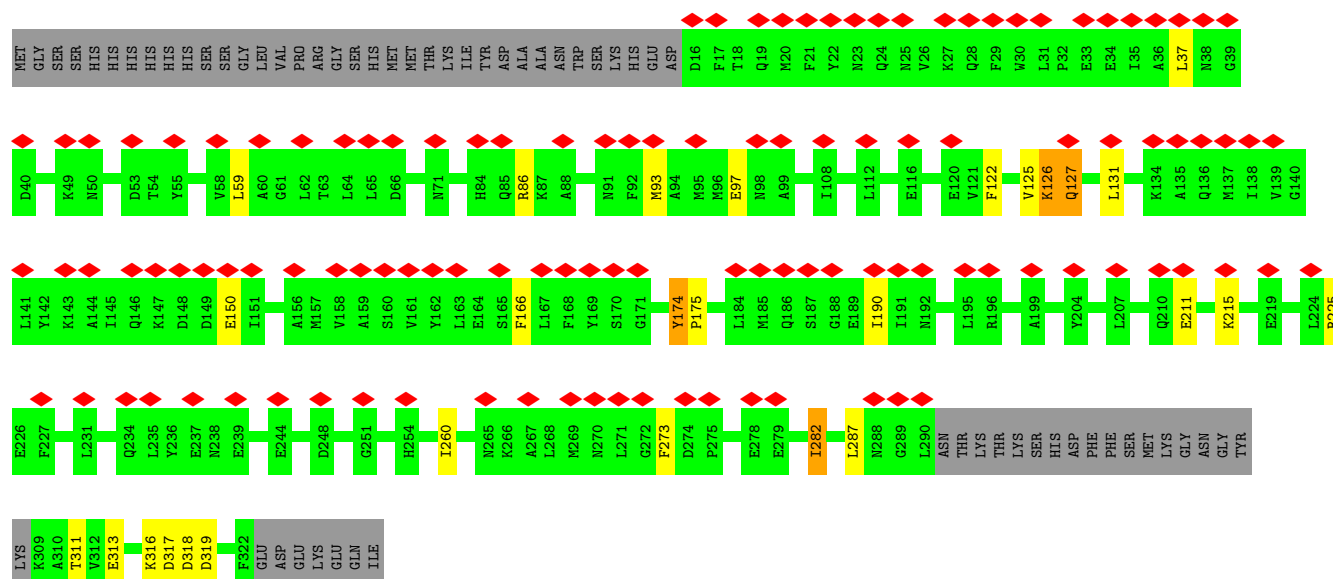 MET GLY SER SER HIS HIS HIS HIS HIS HIS SER SER GLY LEU VAL PRO ARG GLY SER HIS MET MET THR LYS ILE TYR ASP ALA ALA ASN TRP SER LYS HIS GLU ASP D16 F17 T18 Q19 M20 F21 Y22 N23 Q24 N25 V26 K27 Q28 F29 W30 L31 P32 E33 E34 I35 A36 L37 N38 G39
D40 K49 N50 D53 T54 Y55 V58 L59 A60 G61 L62 T63 L64 L65 D66 N71 H84 Q85 R86 K87 A88 N91 F92 M93 A94 M95 M96 E97 N98 A99 I108 L112 E116 E120 V121 F122 V125 K126 Q127 L131 K134 A135 Q136 M137 I138 V139 G140
L141 Y142 K143 A144 I145 Q146 K147 D148 D149 E150 I151 A156 M157 V158 A159 S160 V161 Y162 L163 E164 S165 F166 L167 F168 Y169 S170 G171 Y174 P175 L184 M185 Q186 S187 G188 E189 I190 I191 N192 L195 R196 A199 Y204 L207 Q210 E211 K215 E219 L224
E226 F227 L231 Q234 L235 Y236 E237 N238 E239 E244 D248 G251 H254 I260 N265 K266 A267 L268 M269 N270 L271 G272 F273 D274 P275 E278 E279 I282 L287 N288 G289 L290 ASN THR LYS THR LYS SER HIS ASP PHE PHE SER MET LYS GLY ASN GLY TYR
LYS K309 A310 T311 V312 E313 K316 D317 D318 D319 F322 GLU ASP GLU LYS GLU GLN ILE